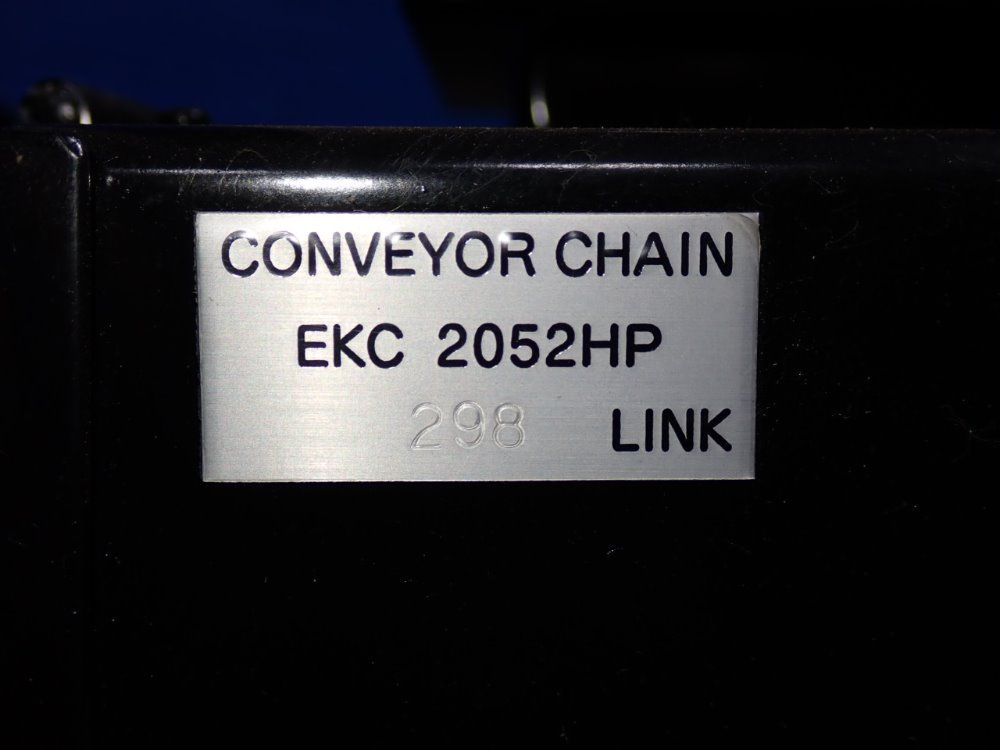 CONVEYOR CHAIN
EKC 2052HP
298 LINK